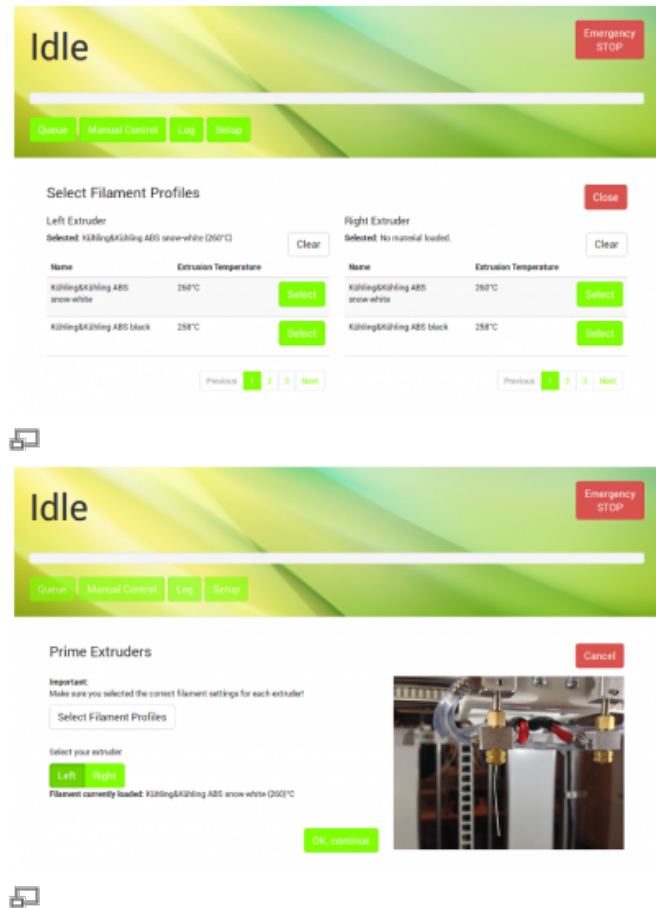 Idle
Emergency
STOP
Queue Manual Control Log Setup
Select Filament Profiles
Close
Left Extruder
Selected: Kühling&Kühling ABS snow-white (260°C)
Clear
Name Extrusion Temperature
Kühling&Kühling ABS
snow-white
260°C
Select
Kühling&Kühling ABS black 258°C Select
Previous 1 2 3 Next
Right Extruder
Selected: No material loaded.
Clear
Name Extrusion Temperature
Kühling&Kühling ABS
snow-white
260°C
Select
Kühling&Kühling ABS black 258°C Select
Previous 1 2 3 Next
Idle
Emergency
STOP
Queue Manual Control Log Setup
Prime Extruders
Cancel
Important:
Make sure you selected the correct filament settings for each extruder!
Select Filament Profiles
Select your extruder
Left Right
Filament currently loaded: Kühling&Kühling ABS snow-white (260)°C
OK, continue